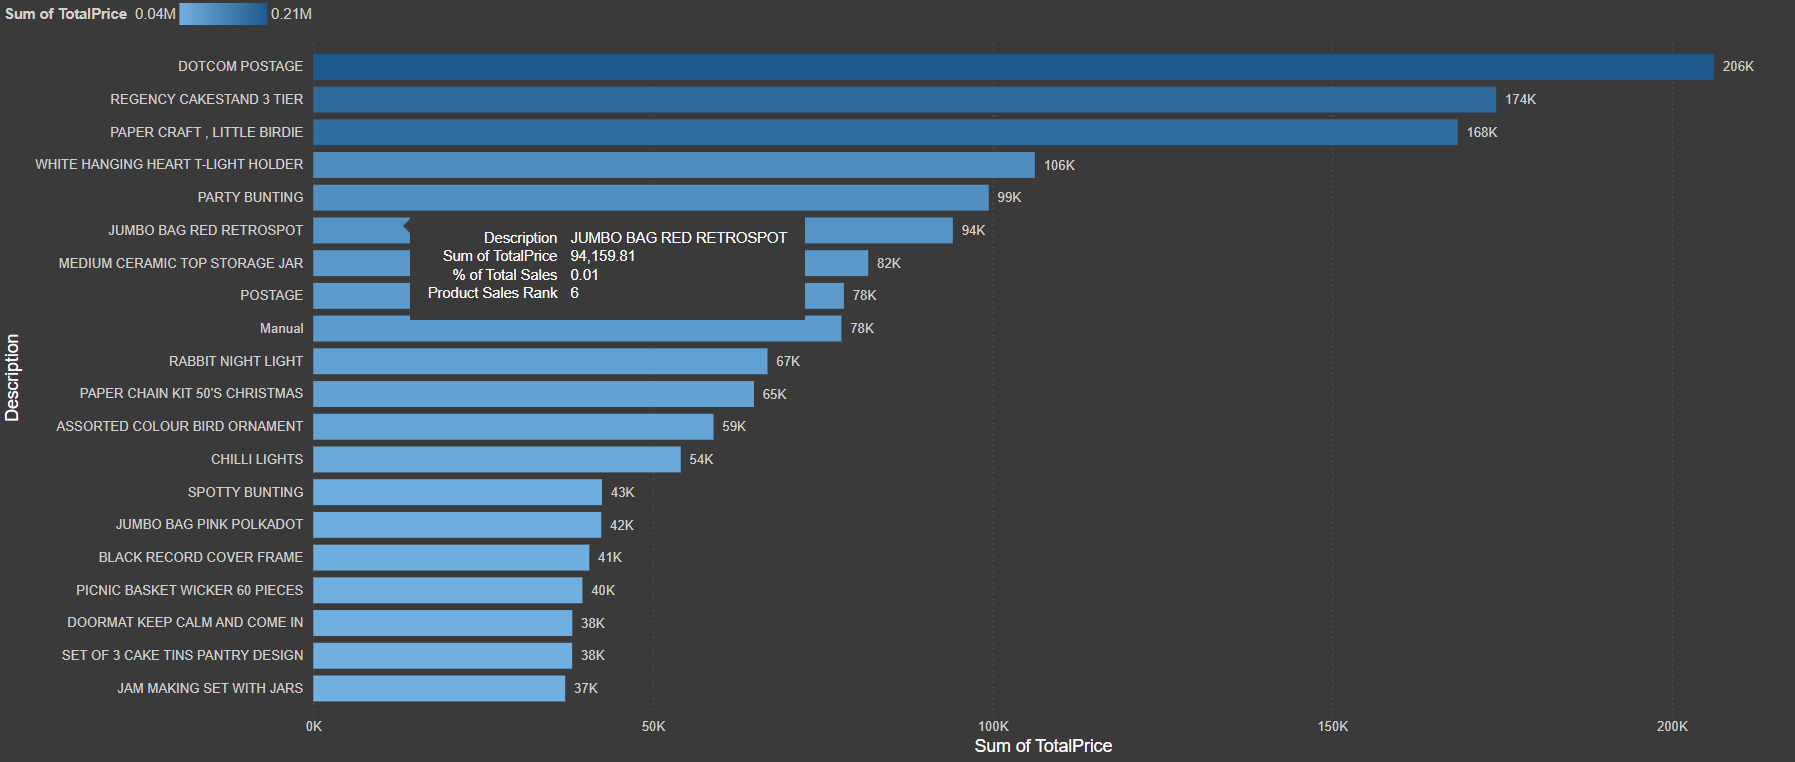 Sum of TotalPrice 0.04M 0.21M
DOTCOM POSTAGE 206K
REGENCY CAKESTAND 3 TIER 174K
PAPER CRAFT , LITTLE BIRDIE 168K
WHITE HANGING HEART T-LIGHT HOLDER 106K
PARTY BUNTING 99K
JUMBO BAG RED RETROSPOT 94K
MEDIUM CERAMIC TOP STORAGE JAR 82K
POSTAGE 78K
Manual 78K
RABBIT NIGHT LIGHT 67K
PAPER CHAIN KIT 50'S CHRISTMAS 65K
ASSORTED COLOUR BIRD ORNAMENT 59K
CHILLI LIGHTS 54K
SPOTTY BUNTING 43K
JUMBO BAG PINK POLKADOT 42K
BLACK RECORD COVER FRAME 41K
PICNIC BASKET WICKER 60 PIECES 40K
DOORMAT KEEP CALM AND COME IN 38K
SET OF 3 CAKE TINS PANTRY DESIGN 38K
JAM MAKING SET WITH JARS 37K
Description JUMBO BAG RED RETROSPOT
Sum of TotalPrice 94,159.81
% of Total Sales 0.01
Product Sales Rank 6
Description
0K 50K 100K 150K 200K
Sum of TotalPrice